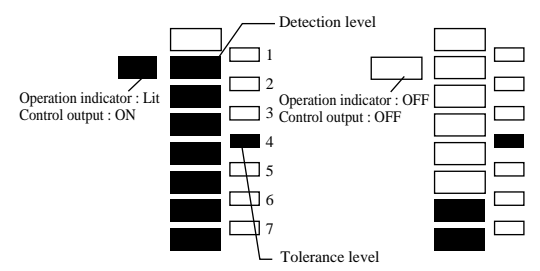 Detection level
1
2
3
4
5
6
7
Operation indicator : Lit
Control output : ON
Operation indicator : OFF
Control output : OFF
Tolerance level